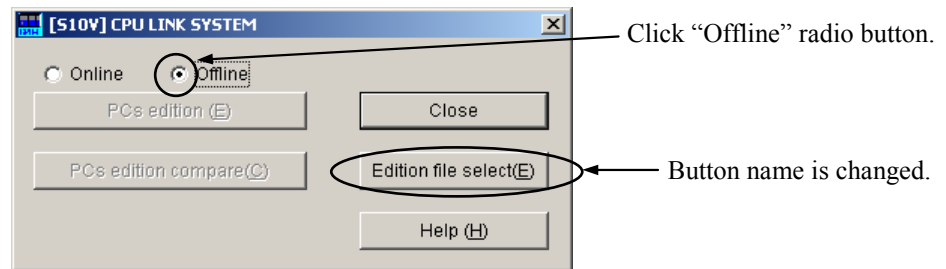 [S10V] CPU LINK SYSTEM
Click “Offline” radio button.
Online
Offline
PCs edition (E)
Close
PCs edition compare(C)
Edition file select(E)
Button name is changed.
Help (H)